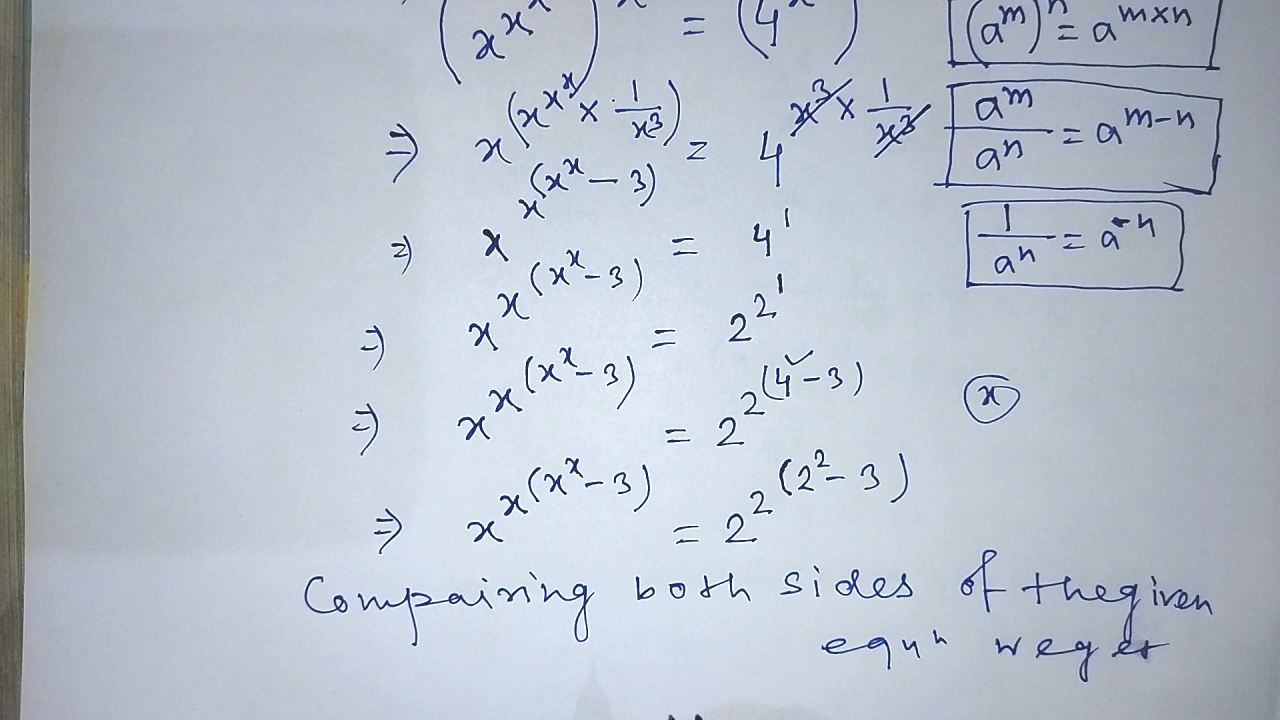 (x^x^x) = (4^x)
(a^m)^n = a^(m×n)
⇒ x^(x^x^x × 1/x^3) = 4^(x^3 × 1/x^3)
a^m/a^n = a^(m-n)
⇒ x^x^(x^x - 3) = 4^1
1/a^n = a^-n
⇒ x^x^(x^x - 3) = 2^2^1
⇒ x^x^(x^x - 3) = 2^2^(4 - 3)
x
⇒ x^x^(x^x - 3) = 2^2^(2^2 - 3)
Compairing both sides of the given
equⁿ we get